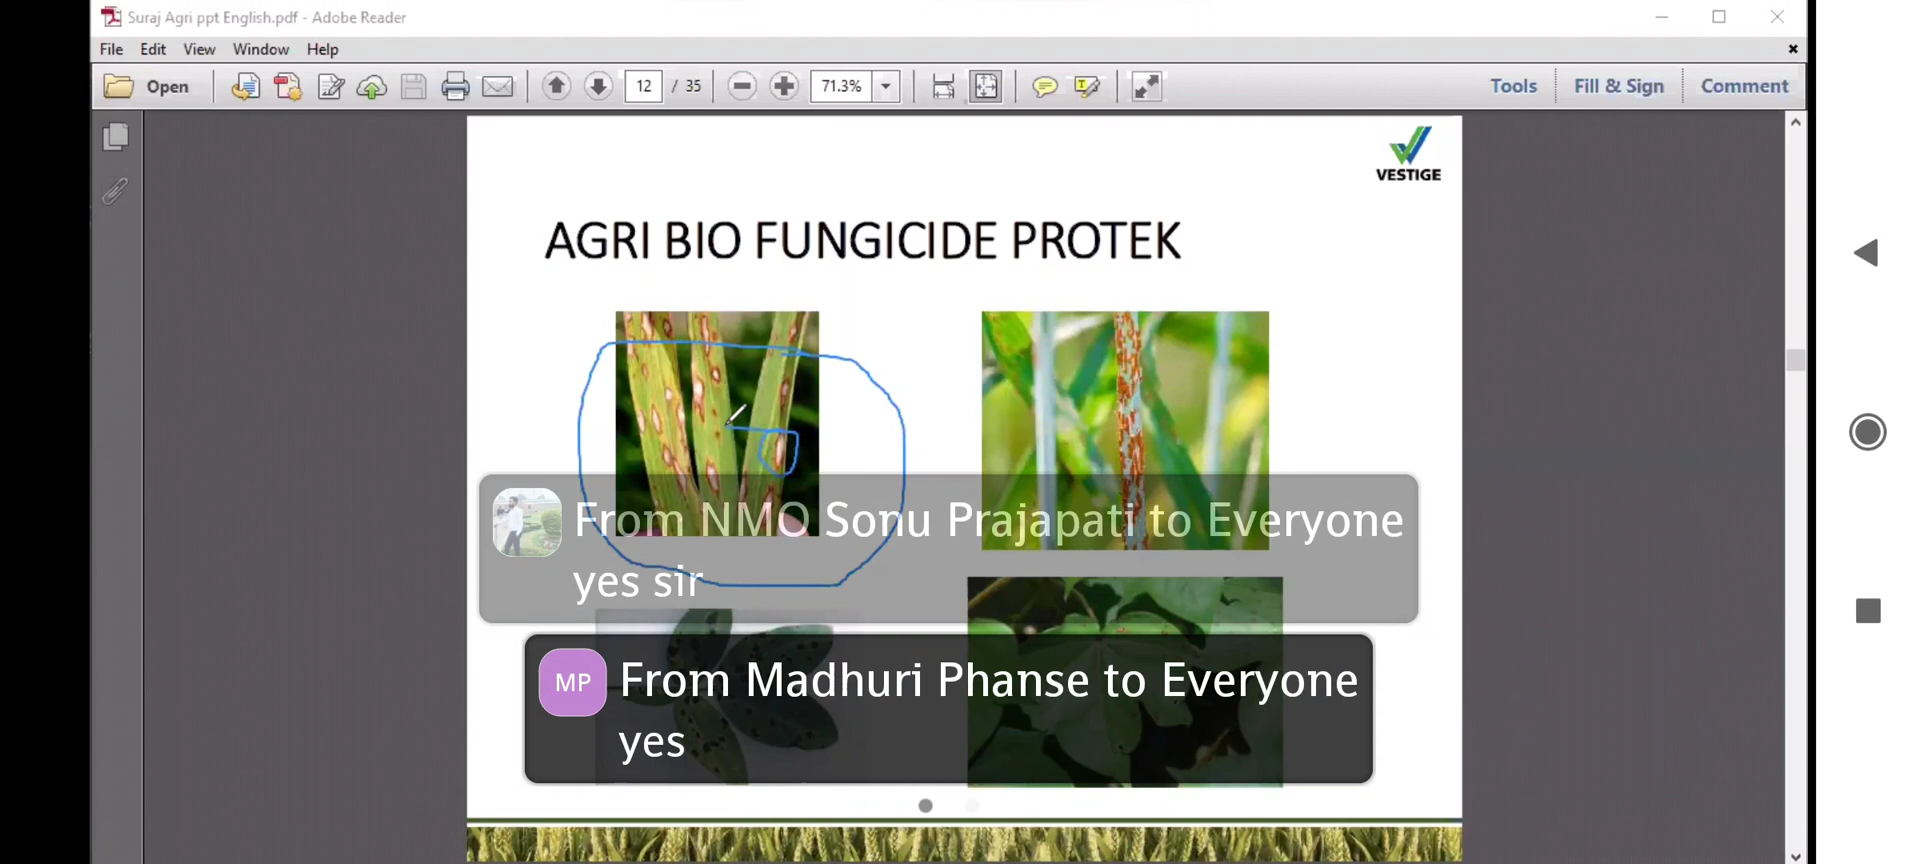 Suraj Agri ppt English.pdf - Adobe Reader
File Edit View Window Help
Open 12 / 35 71.3% Tools Fill & Sign Comment
VESTIGE
AGRI BIO FUNGICIDE PROTEK
From NMO Sonu Prajapati to Everyone
yes sir
MP From Madhuri Phanse to Everyone
yes